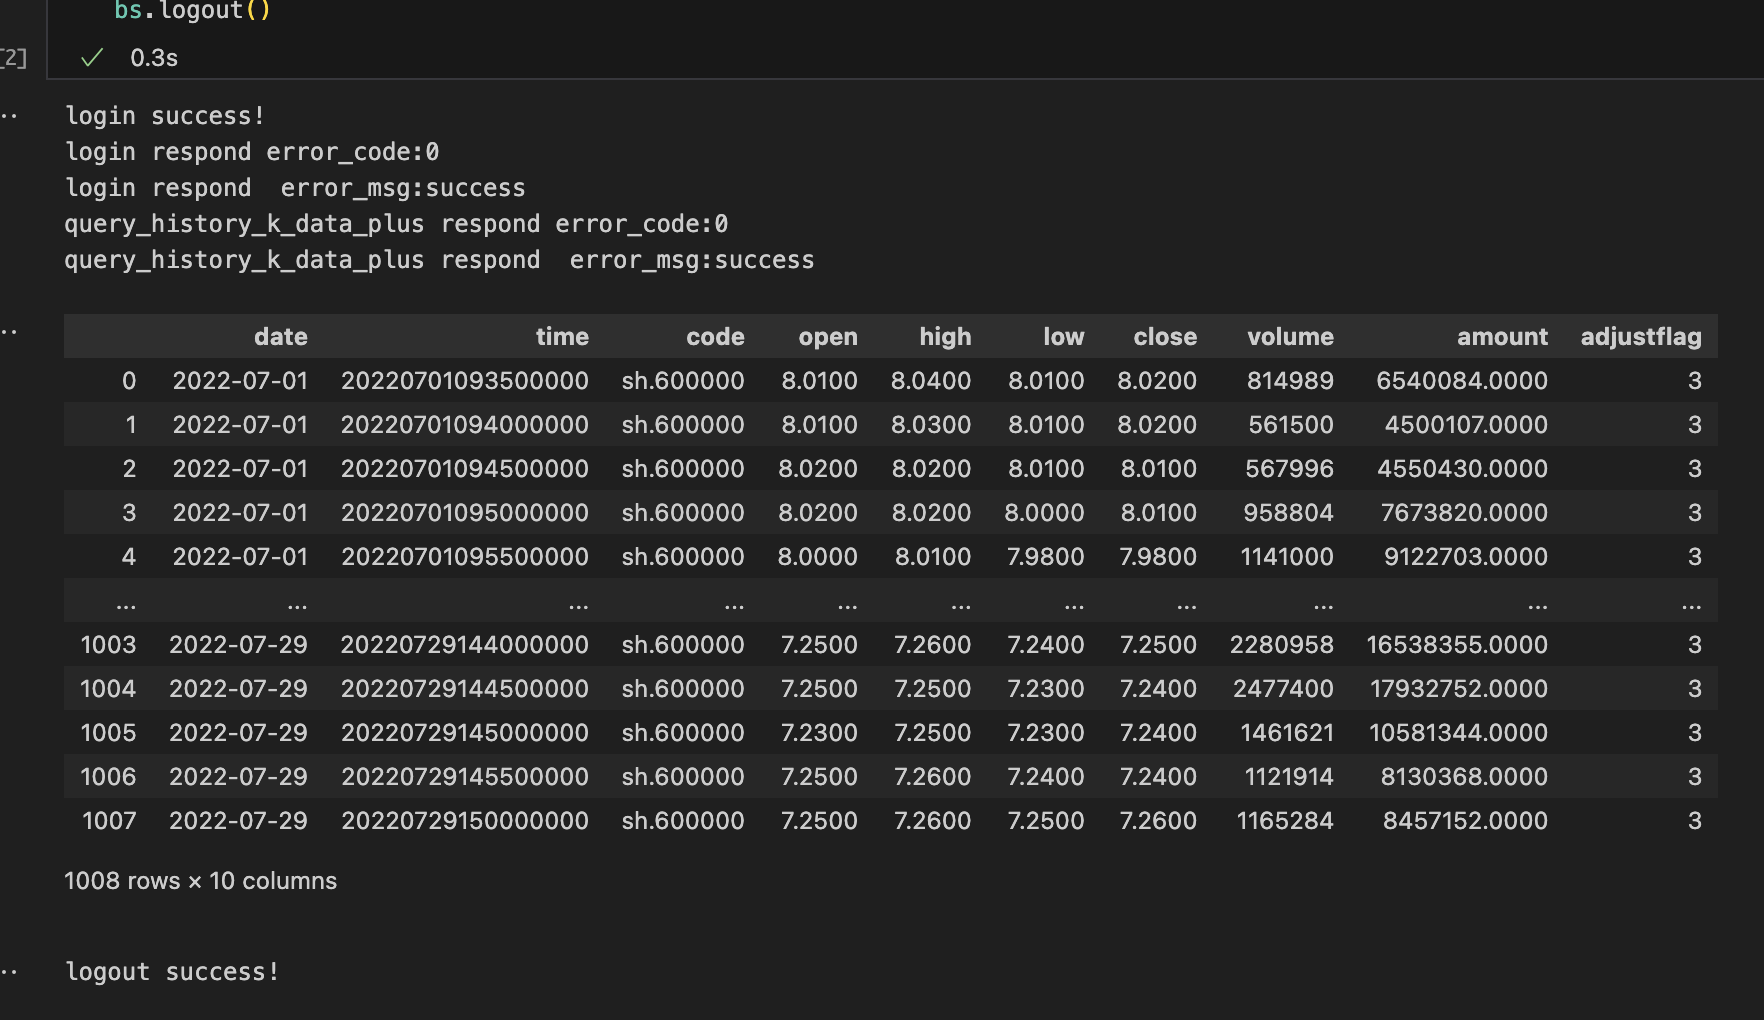 bs.logout()
[2]
0.3s
login success!
login respond error_code:0
login respond  error_msg:success
query_history_k_data_plus respond error_code:0
query_history_k_data_plus respond  error_msg:success
date time code open high low close volume amount adjustflag
0 2022-07-01 20220701093500000 sh.600000 8.0100 8.0400 8.0100 8.0200 814989 6540084.0000 3
1 2022-07-01 20220701094000000 sh.600000 8.0100 8.0300 8.0100 8.0200 561500 4500107.0000 3
2 2022-07-01 20220701094500000 sh.600000 8.0200 8.0200 8.0100 8.0100 567996 4550430.0000 3
3 2022-07-01 20220701095000000 sh.600000 8.0200 8.0200 8.0000 8.0100 958804 7673820.0000 3
4 2022-07-01 20220701095500000 sh.600000 8.0000 8.0100 7.9800 7.9800 1141000 9122703.0000 3
... ... ... ... ... ... ... ... ... ... ...
1003 2022-07-29 20220729144000000 sh.600000 7.2500 7.2600 7.2400 7.2500 2280958 16538355.0000 3
1004 2022-07-29 20220729144500000 sh.600000 7.2500 7.2500 7.2300 7.2400 2477400 17932752.0000 3
1005 2022-07-29 20220729145000000 sh.600000 7.2300 7.2500 7.2300 7.2400 1461621 10581344.0000 3
1006 2022-07-29 20220729145500000 sh.600000 7.2500 7.2600 7.2400 7.2400 1121914 8130368.0000 3
1007 2022-07-29 20220729150000000 sh.600000 7.2500 7.2600 7.2500 7.2600 1165284 8457152.0000 3
1008 rows × 10 columns
logout success!